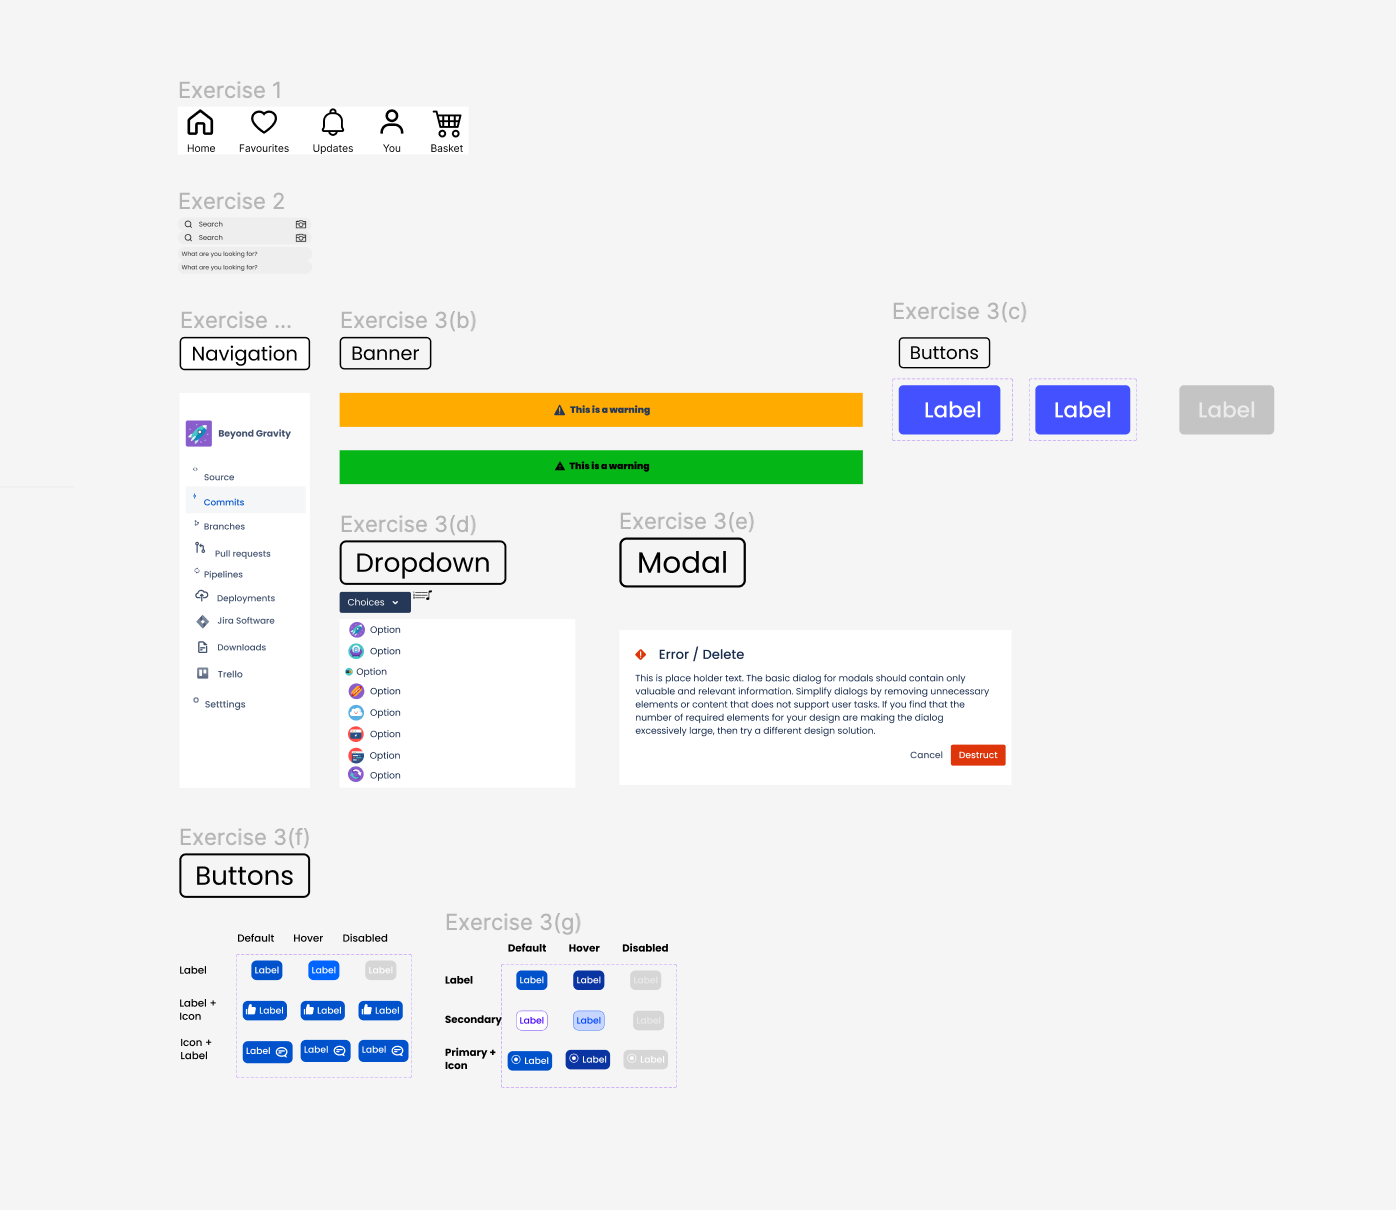 Exercise 1
Home Favourites Updates You Basket
Exercise 2
Search
Search
What are you looking for?
What are you looking for?
Exercise ...
Navigation
Beyond Gravity
Source
Commits
Branches
Pull requests
Pipelines
Deployments
Jira Software
Downloads
Trello
Setttings
Exercise 3(b)
Banner
This is a warning
This is a warning
Exercise 3(c)
Buttons
Label Label Label
Exercise 3(d)
Dropdown
Choices
Option
Option
Option
Option
Option
Option
Option
Option
Exercise 3(e)
Modal
Error / Delete
This is place holder text. The basic dialog for modals should contain only
valuable and relevant information. Simplify dialogs by removing unnecessary
elements or content that does not support user tasks. If you find that the
number of required elements for your design are making the dialog
excessively large, then try a different design solution.
Cancel Destruct
Exercise 3(f)
Buttons
Default Hover Disabled
Label Label Label Label
Label +
Icon
Label Label Label
Icon +
Label
Label Label Label
Exercise 3(g)
Default Hover Disabled
Label Label Label Label
Secondary Label Label Label
Primary +
Icon
Label Label Label